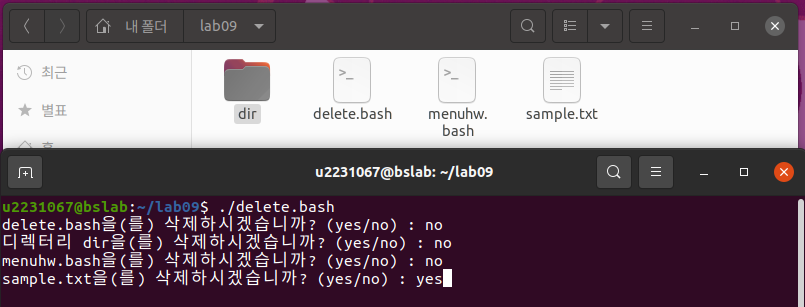 내 폴더 lab09
최근
별표
dir
delete.bash
menuhw.
bash
sample.txt
u2231067@bslab: ~/lab09
u2231067@bslab:~/lab09$ ./delete.bash
delete.bash을(를) 삭제하시겠습니까? (yes/no) : no
디렉터리 dir을(를) 삭제하시겠습니까? (yes/no) : no
menuhw.bash을(를) 삭제하시겠습니까? (yes/no) : no
sample.txt을(를) 삭제하시겠습니까? (yes/no) : yes